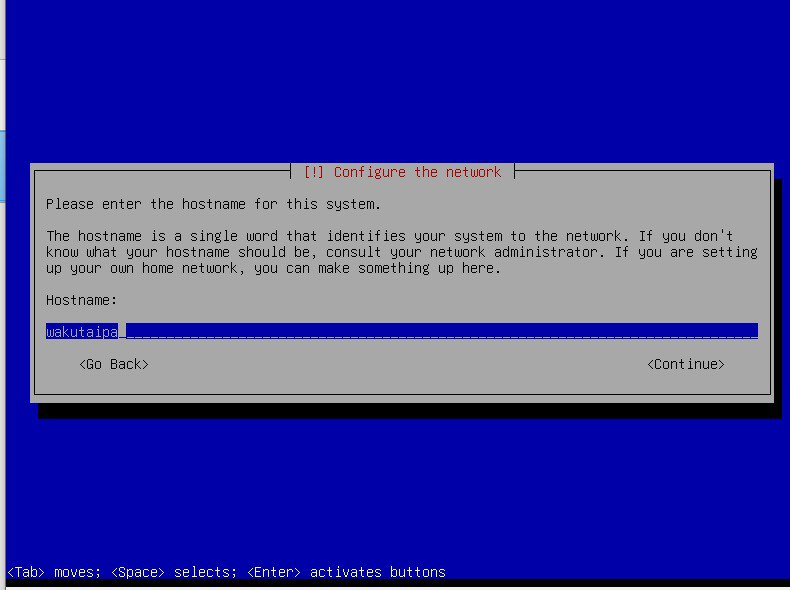 [!] Configure the network
Please enter the hostname for this system.
The hostname is a single word that identifies your system to the network. If you don't
know what your hostname should be, consult your network administrator. If you are setting
up your own home network, you can make something up here.
Hostname:
wakutaipa
<Go Back> <Continue>
<Tab> moves; <Space> selects; <Enter> activates buttons